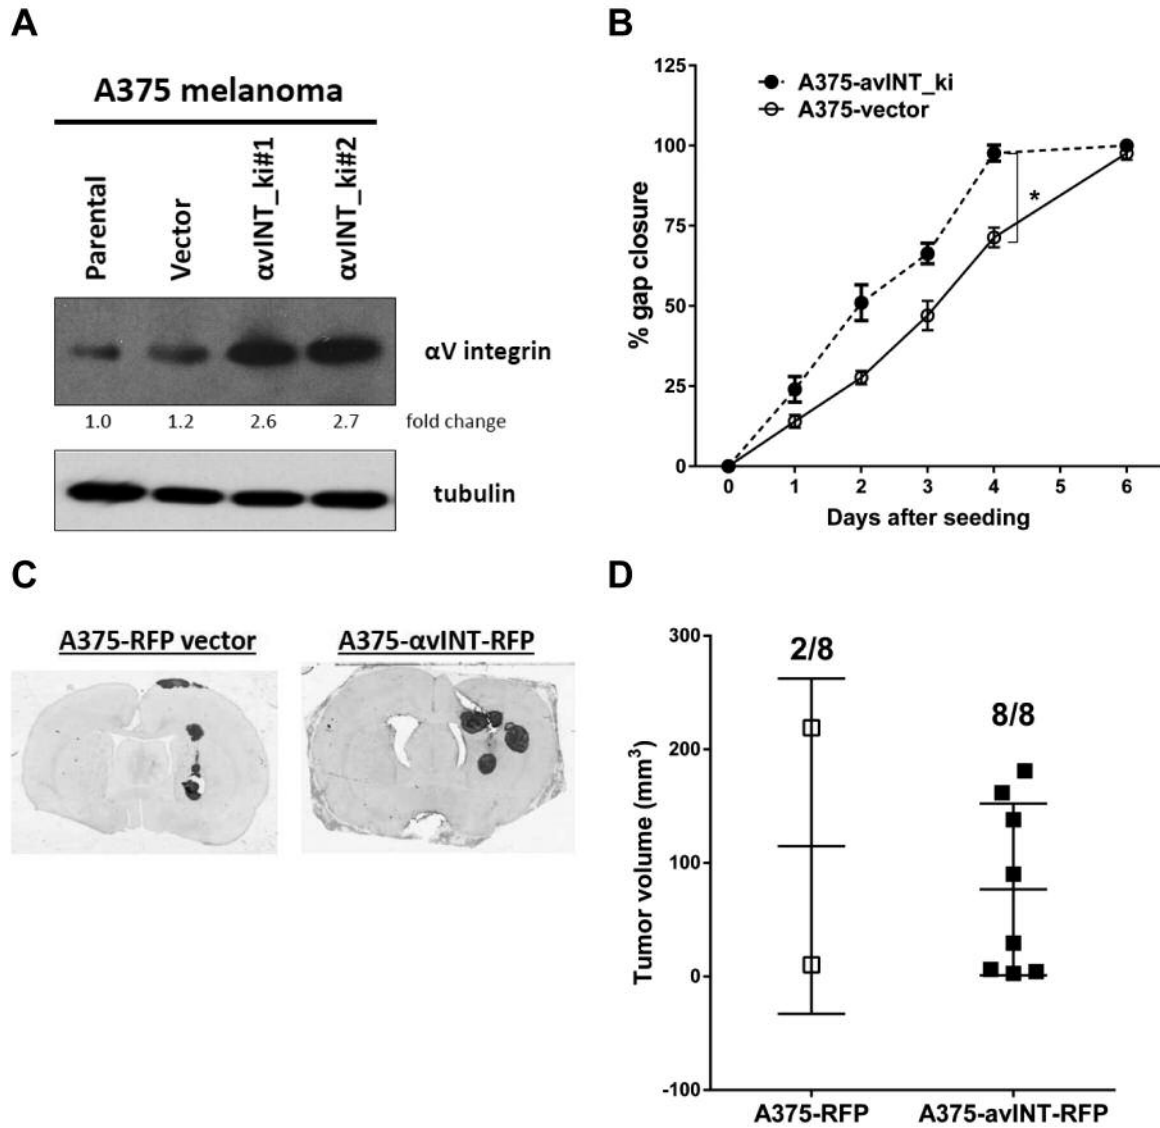 A
A375 melanoma
Parental
Vector
αvINT_ki#1
αvINT_ki#2
αV integrin
1.0 1.2 2.6 2.7 fold change
tubulin
B
125
100
75
50
25
0
% gap closure
A375-avINT_ki
A375-vector
*
0 1 2 3 4 5 6
Days after seeding
C
A375-RFP vector
A375-αvINT-RFP
D
300
200
100
0
-100
Tumor volume (mm³)
2/8
8/8
A375-RFP
A375-avINT-RFP